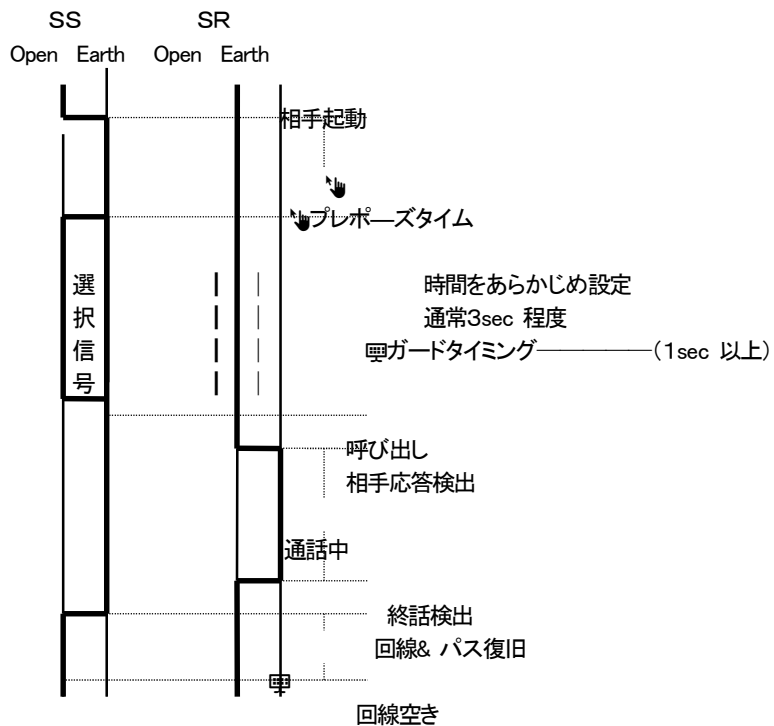 SS SR
Open Earth Open Earth
相手起動
プレポーズタイム
選択信号
時間をあらかじめ設定
通常3sec 程度
ガードタイミング――――――(1sec 以上)
呼び出し
相手応答検出
通話中
終話検出
回線& パス復旧
回線空き